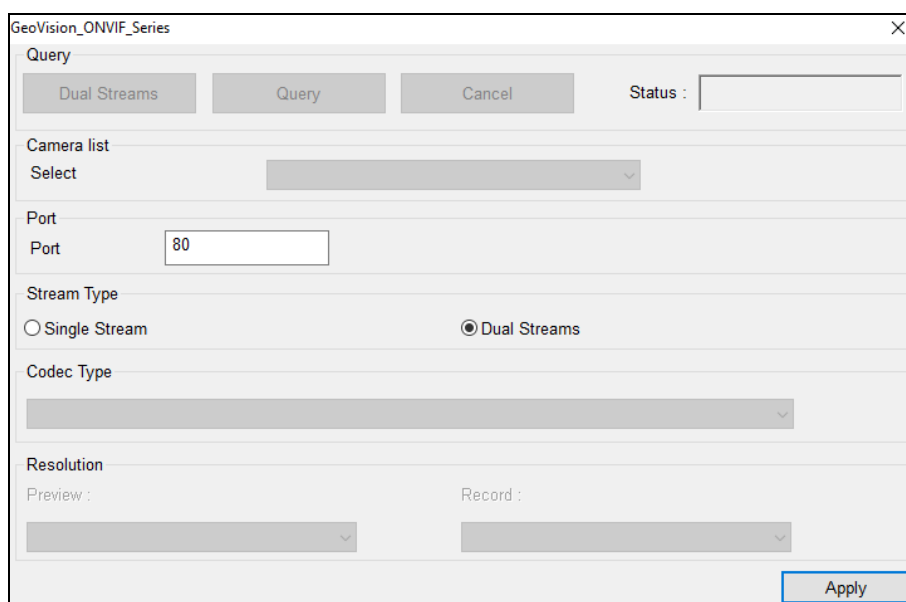 GeoVision_ONVIF_Series
Query
Dual Streams Query Cancel Status :
Camera list
Select
Port
Port 80
Stream Type
Single Stream Dual Streams
Codec Type
Resolution
Preview : Record :
Apply